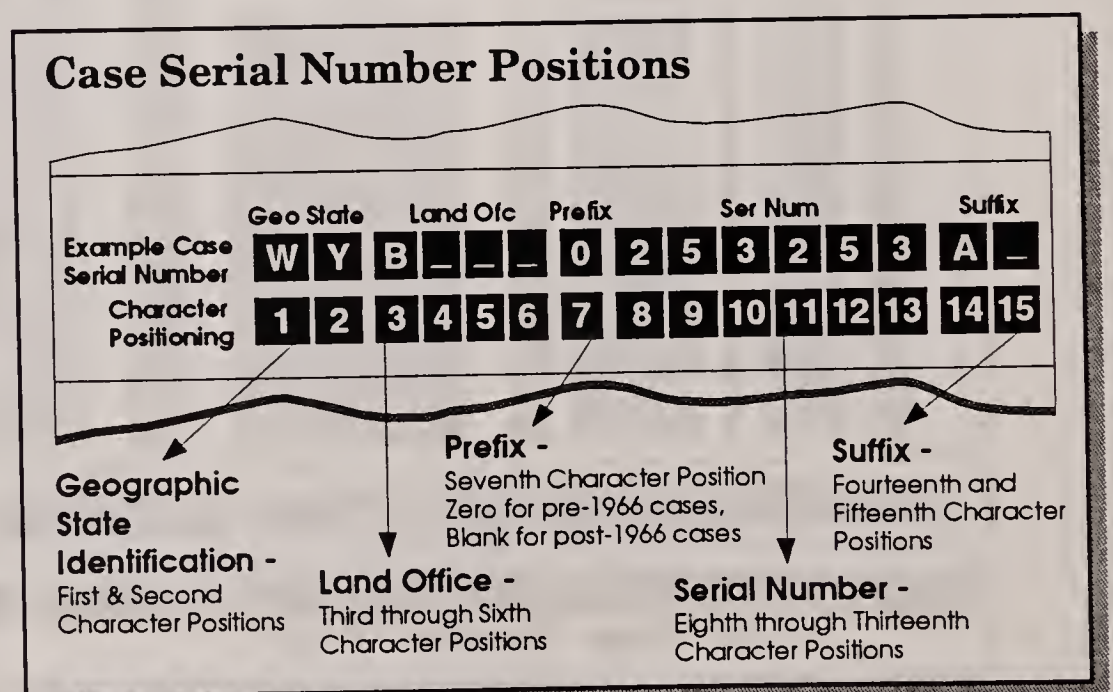 Case Serial Number Positions
Geo State Land Ofc Prefix Ser Num Suffix
Example Case Serial Number W Y B _ _ _ 0 2 5 3 2 5 3 A _
Character Positioning 1 2 3 4 5 6 7 8 9 10 11 12 13 14 15
Geographic
State
Identification -
First & Second
Character Positions
Land Office -
Third through Sixth
Character Positions
Prefix -
Seventh Character Position
Zero for pre-1966 cases,
Blank for post-1966 cases
Serial Number -
Eighth through Thirteenth
Character Positions
Suffix -
Fourteenth and
Fifteenth Character
Positions